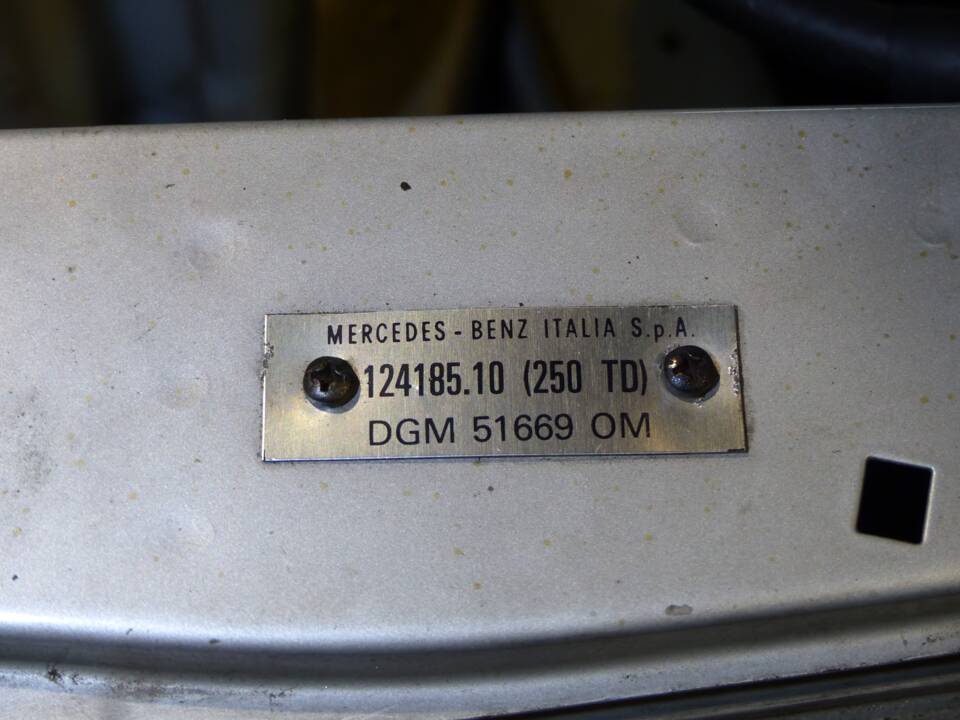 MERCEDES - BENZ ITALIA S.p.A.
124185.10 (250 TD)
DGM 51669 OM